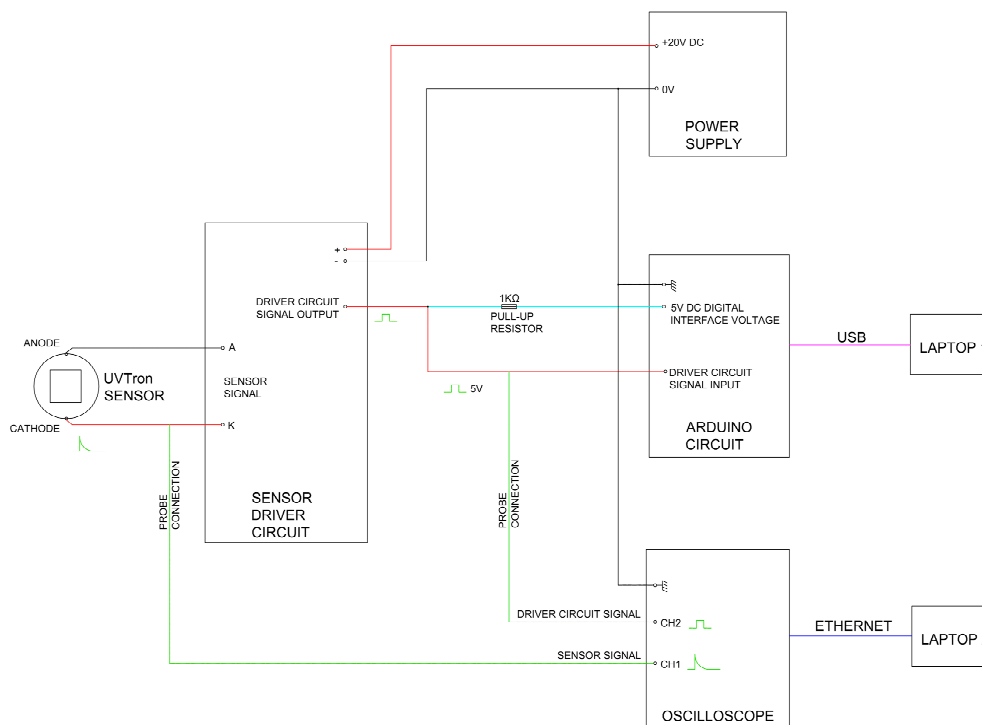 +20V DC
0V
POWER
SUPPLY
+
-
DRIVER CIRCUIT
SIGNAL OUTPUT
1KΩ
PULL-UP
RESISTOR
5V DC DIGITAL
INTERFACE VOLTAGE
USB
LAPTOP
ANODE
A
UVTron
SENSOR
SENSOR
SIGNAL
CATHODE
K
5V
DRIVER CIRCUIT
SIGNAL INPUT
ARDUINO
CIRCUIT
PROBE
CONNECTION
SENSOR
DRIVER
CIRCUIT
PROBE
CONNECTION
DRIVER CIRCUIT SIGNAL
CH2
ETHERNET
LAPTOP
SENSOR SIGNAL
CH1
OSCILLOSCOPE